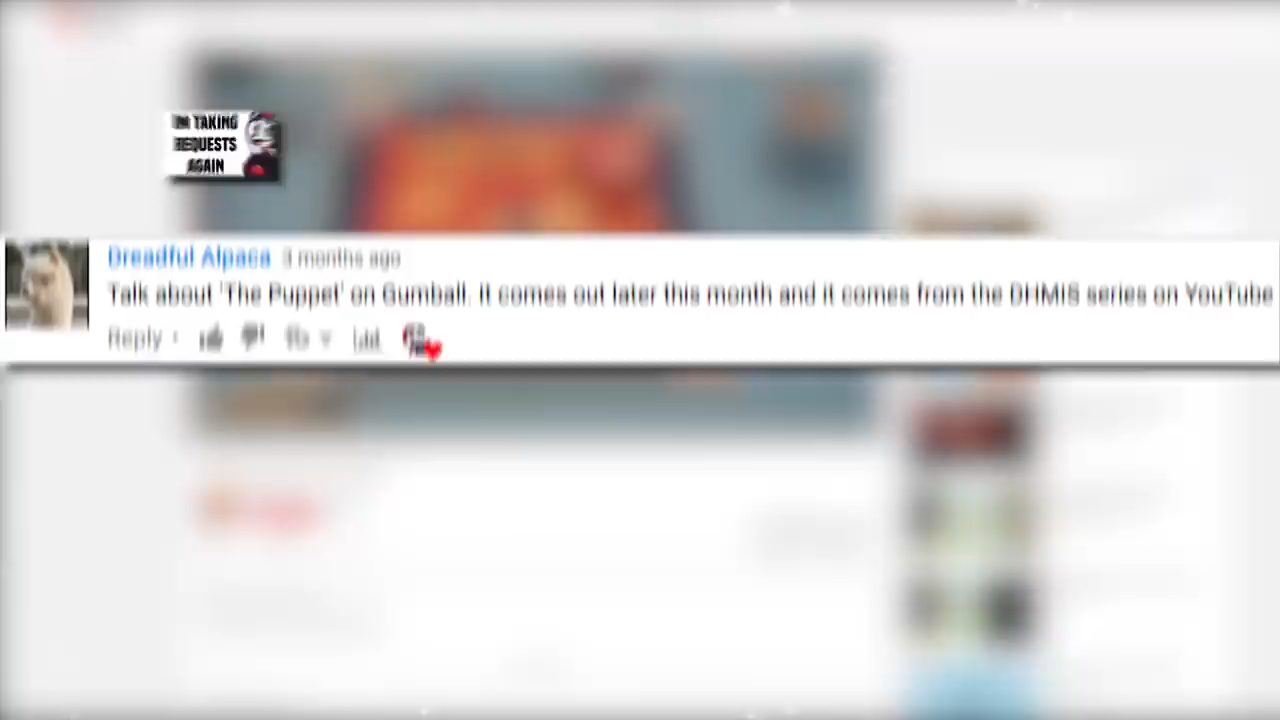 I'M TAKING
REQUESTS
AGAIN
Dreadful Alpaca 3 months ago
Talk about 'The Puppet' on Gumball. It comes out later this month and it comes from the DHMIS series on YouTube
Reply